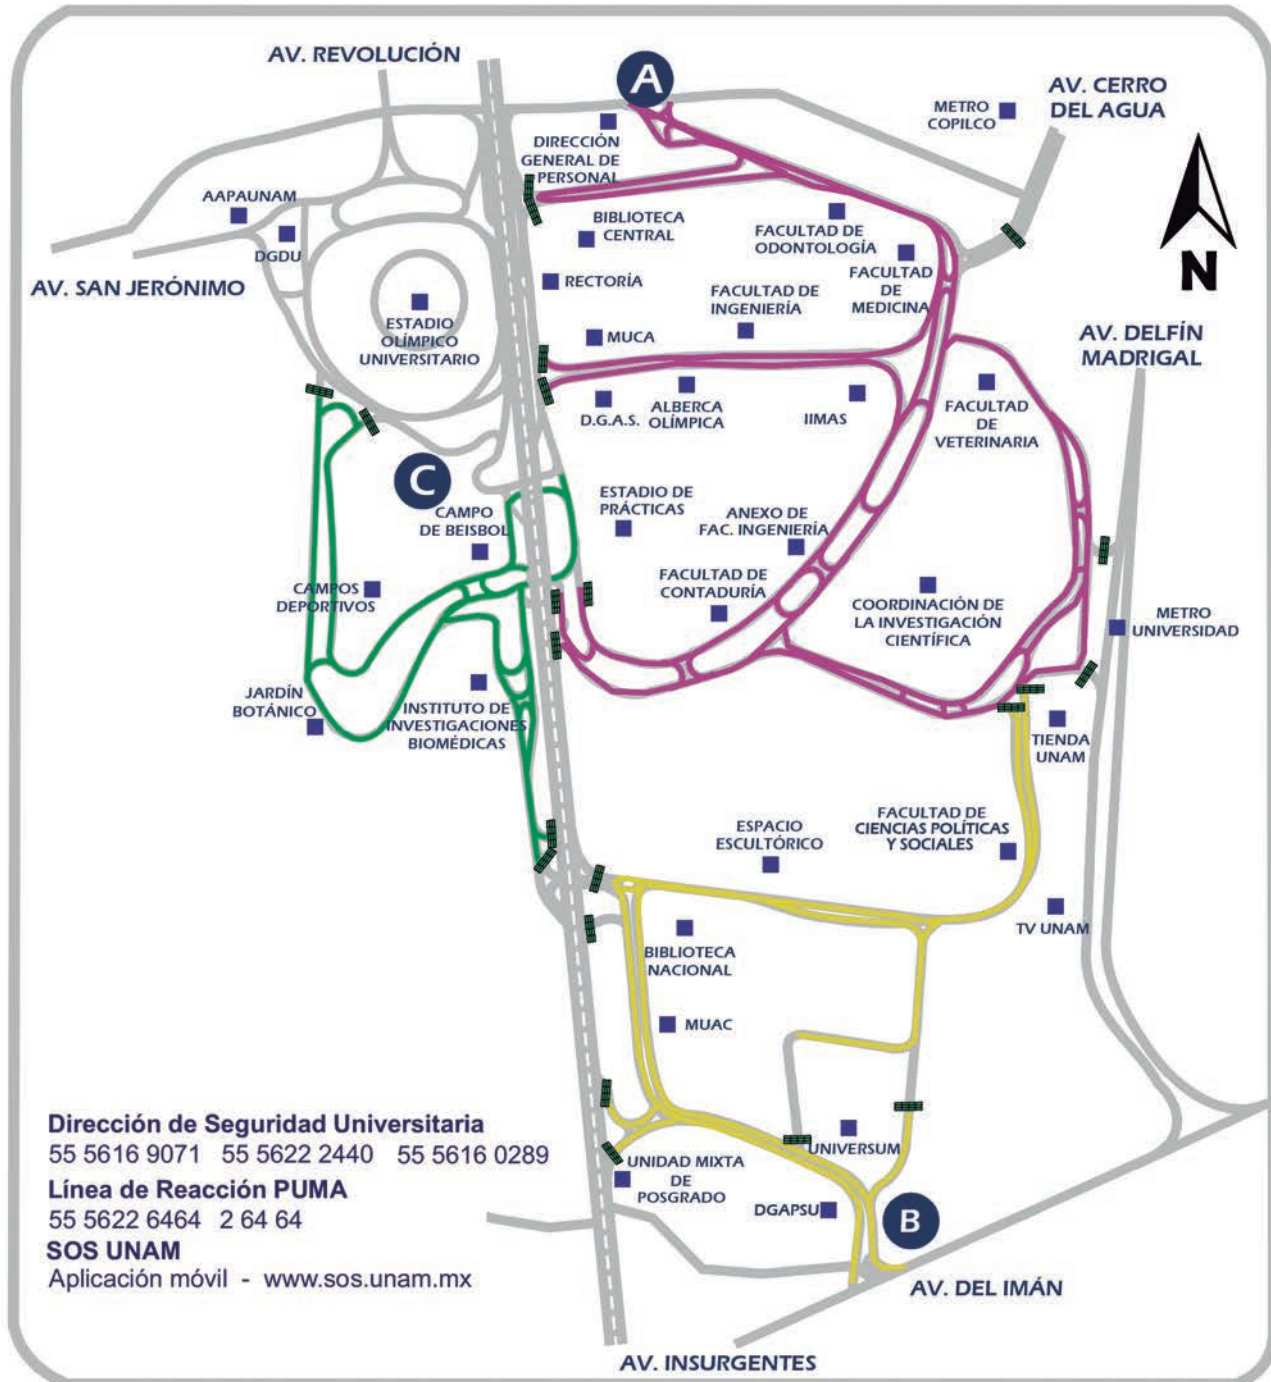 AV. REVOLUCIÓN
A
AV. CERRO
DEL AGUA
METRO
COPILCO
DIRECCIÓN
GENERAL DE
PERSONAL
AAPAUNAM
DGDU
BIBLIOTECA
CENTRAL
FACULTAD DE
ODONTOLOGÍA
N
AV. SAN JERÓNIMO
RECTORÍA
FACULTAD
DE
MEDICINA
FACULTAD DE
INGENIERÍA
ESTADIO
OLÍMPICO
UNIVERSITARIO
MUCA
AV. DELFÍN
MADRIGAL
D.G.A.S.
ALBERCA
OLÍMPICA
IIMAS
FACULTAD
DE
VETERINARIA
C
CAMPO
DE BEISBOL
ESTADIO DE
PRÁCTICAS
ANEXO DE
FAC. INGENIERÍA
CAMPOS
DEPORTIVOS
FACULTAD DE
CONTADURÍA
COORDINACIÓN DE
LA INVESTIGACIÓN
CIENTÍFICA
METRO
UNIVERSIDAD
JARDÍN
BOTÁNICO
INSTITUTO DE
INVESTIGACIONES
BIOMÉDICAS
TIENDA
UNAM
ESPACIO
ESCULTÓRICO
FACULTAD DE
CIENCIAS POLÍTICAS
Y SOCIALES
TV UNAM
BIBLIOTECA
NACIONAL
MUAC
UNIVERSUM
UNIDAD MIXTA
DE
POSGRADO
DGAPSU
B
AV. DEL IMÁN
AV. INSURGENTES
Dirección de Seguridad Universitaria
55 5616 9071 55 5622 2440 55 5616 0289
Línea de Reacción PUMA
55 5622 6464 2 64 64
SOS UNAM
Aplicación móvil - www.sos.unam.mx